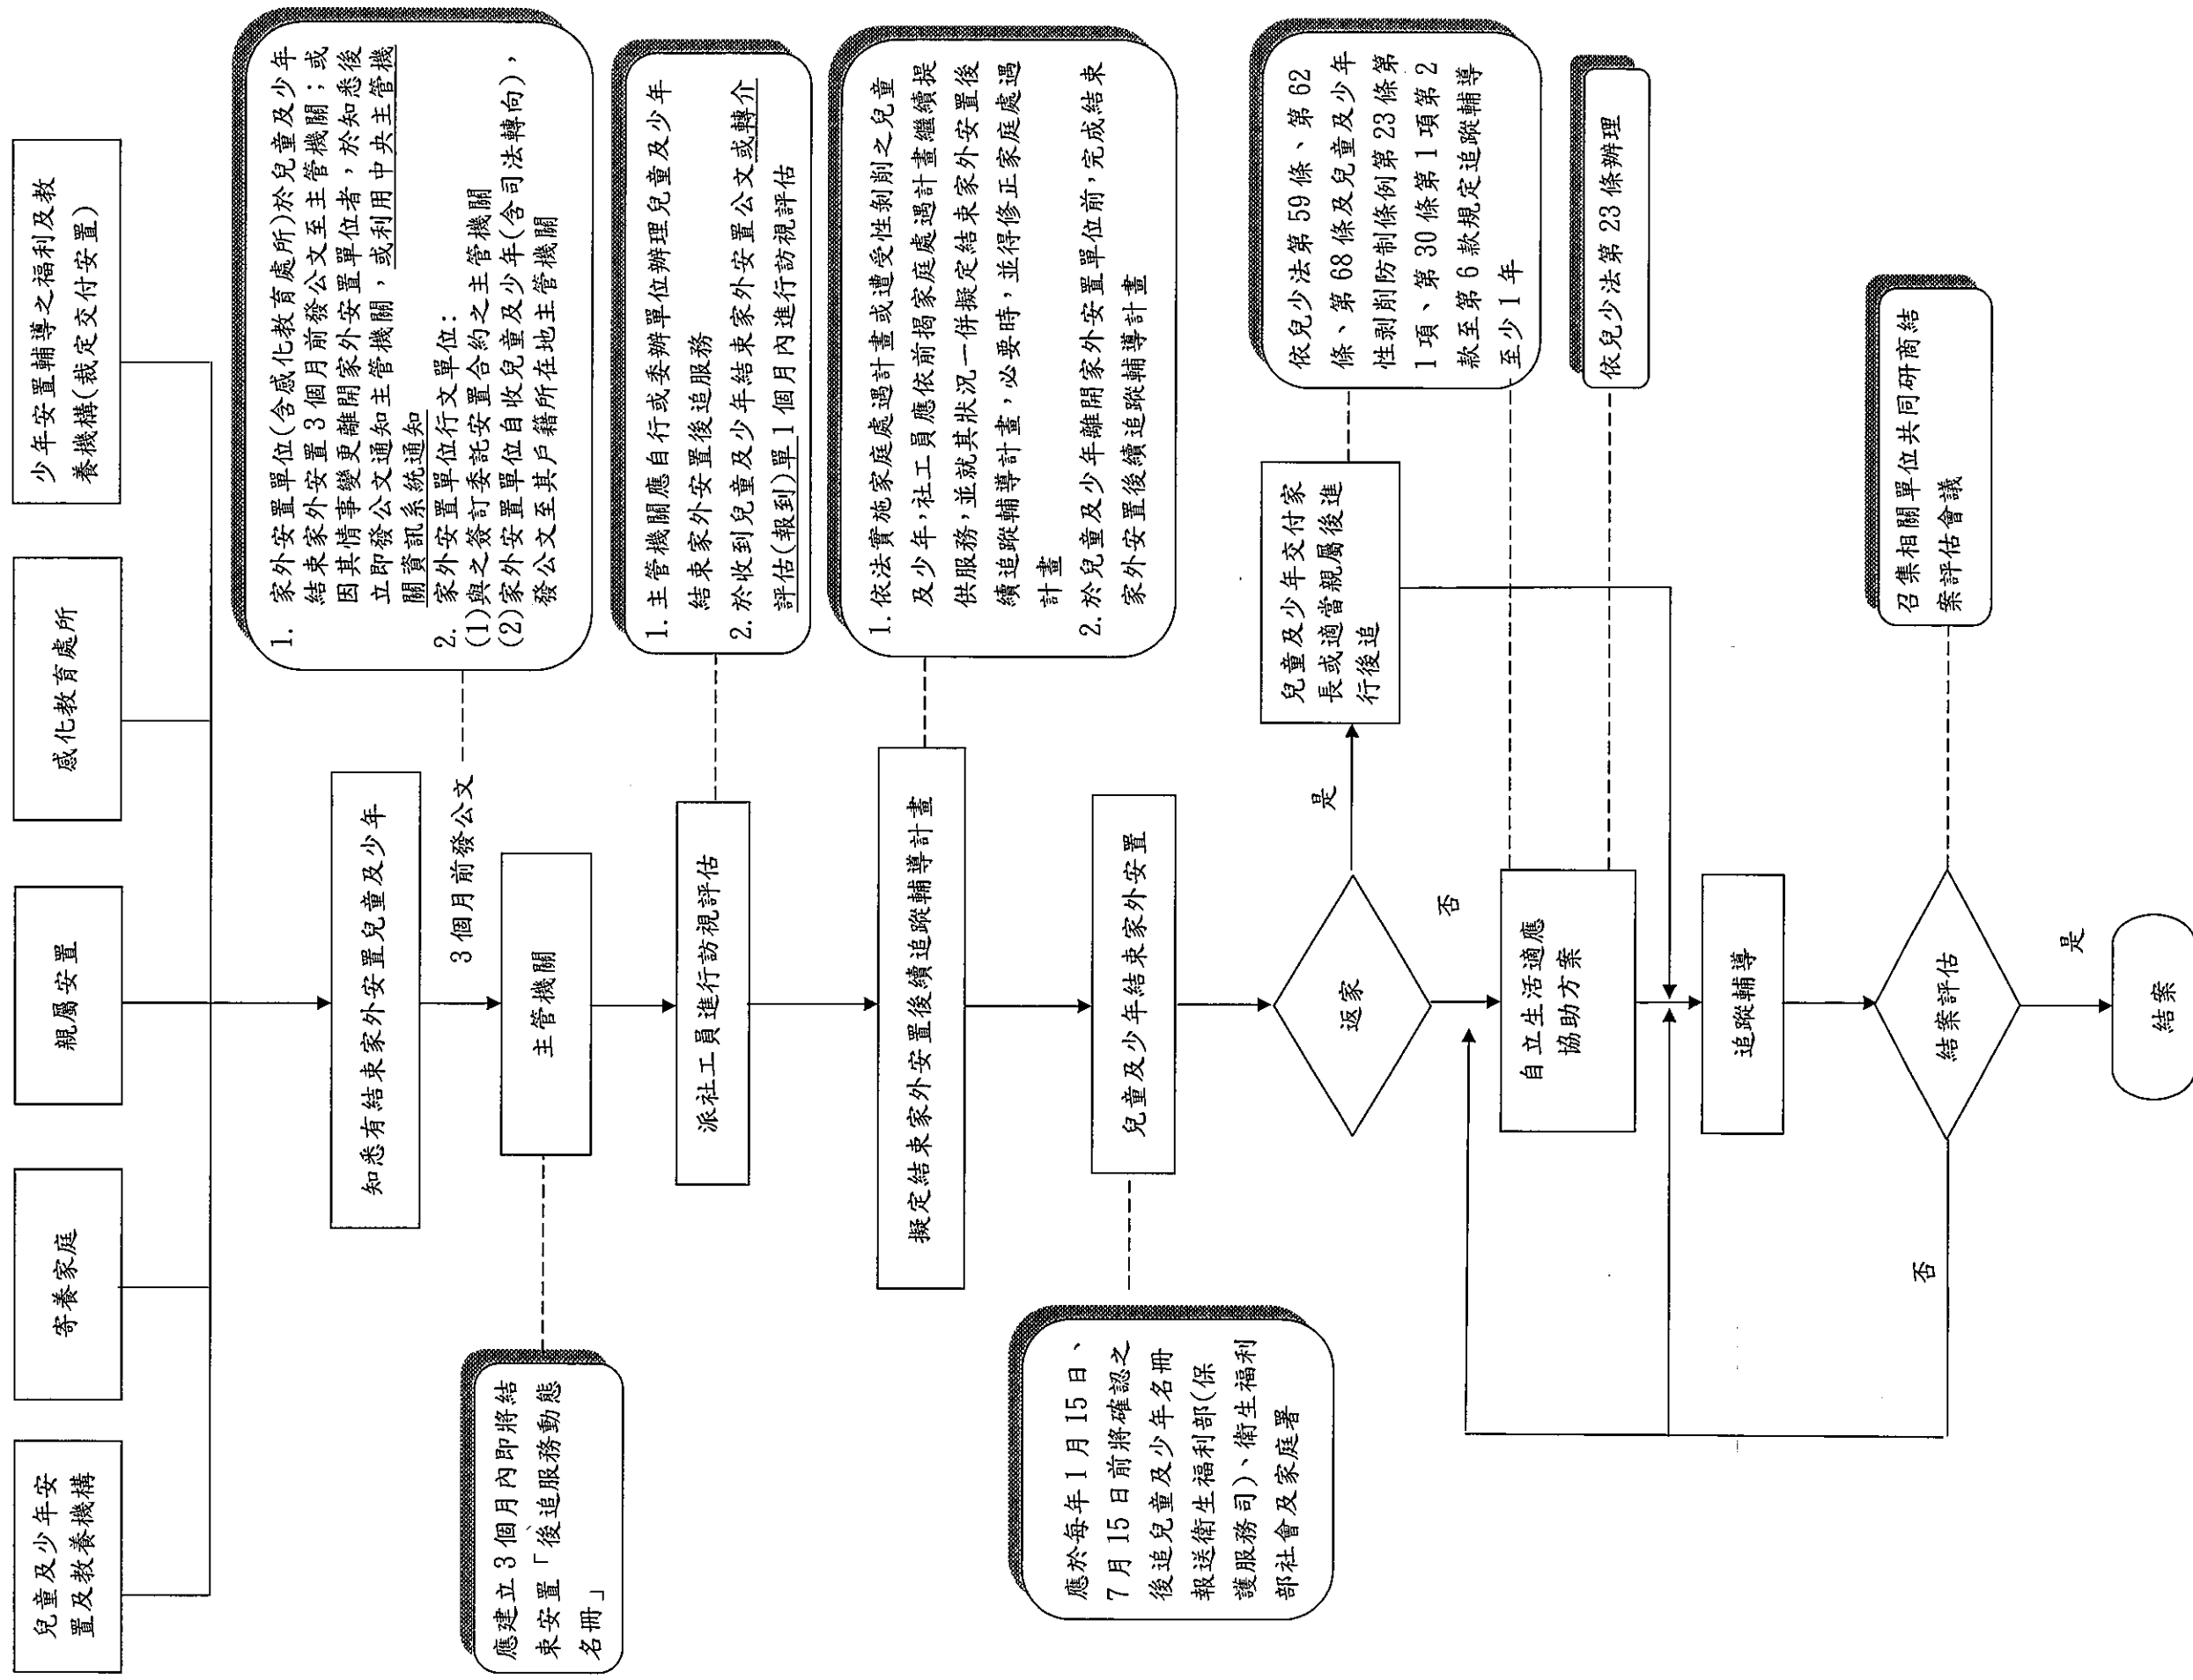 兒童及少年安
置及教養機構
寄養家庭
親屬安置
感化教育處所
少年安置輔導之福利及教
養機構(裁定交付安置)
知悉有結束家外安置兒童及少年
1. 家外安置單位(含感化教育處所)於兒童及少年
結束家外安置3個月前發公文至主管機關；或
因其情事變更離開家外安置單位者，於知悉後
立即發公文通知主管機關，或利用中央主管機
關資訊系統通知
2. 家外安置單位行文單位：
(1)與之簽訂委託安置合約之主管機關
(2)家外安置單位自收兒童及少年(含司法轉向)，
發公文至其戶籍所在地主管機關
3個月前發公文
主管機關
應建立3個月內即將結
束安置「後追服務動態
名冊」
派社工員進行訪視評估
1. 主管機關應自行或委辦單位辦理兒童及少年
結束家外安置後追服務
2. 於收到兒童及少年結束家外安置公文或轉介
評估(報到)單1個月內進行訪視評估
擬定結束家外安置後續追蹤輔導計畫
1. 依法實施家庭處遇計畫或遭受性剝削之兒童
及少年，社工員應依前揭家庭處遇計畫繼續提
供服務，並就其狀況一併擬定結束家外安置後
續追蹤輔導計畫，必要時，並得修正家庭處遇
計畫
2. 於兒童及少年離開家外安置單位前，完成結束
家外安置後續追蹤輔導計畫
兒童及少年結束家外安置
應於每年1月15日、
7月15日前將確認之
後追兒童及少年名冊
報送衛生福利部(保
護服務司)、衛生福利
部社會及家庭署
返家
是
兒童及少年交付家
長或適當親屬後進
行後追
依兒少法第59條、第62
條、第68條及兒童及少年
性剝削防制條例第23條第
1項、第30條第1項第2
款至第6款規定追蹤輔導
至少1年
否
自立生活適應
協助方案
依兒少法第23條辦理
追蹤輔導
結案評估
召集相關單位共同研商結
案評估會議
否
是
結案